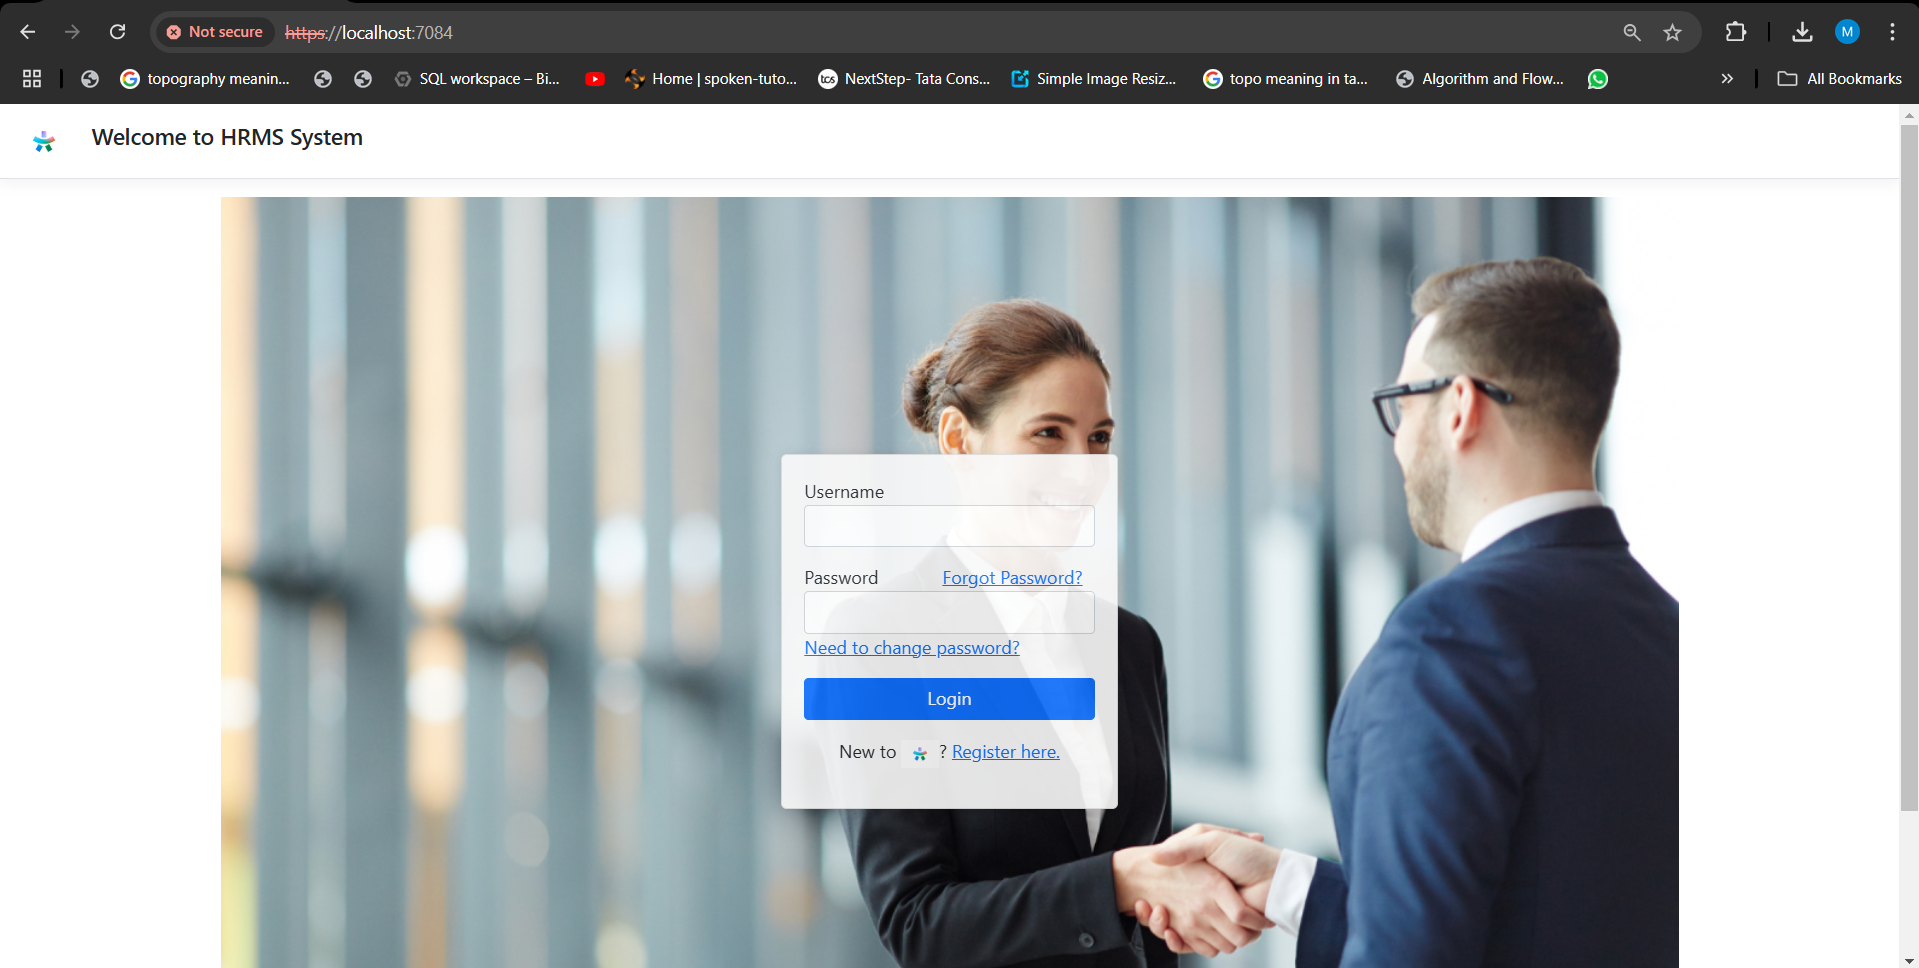 Not secure https://localhost:7084 M
topography meanin... SQL workspace – Bi... Home | spoken-tuto... tcs NextStep- Tata Cons... Simple Image Resiz... topo meaning in ta... Algorithm and Flow... » All Bookmarks
Welcome to HRMS System
Username
Password Forgot Password?
Need to change password?
Login
New to ? Register here.